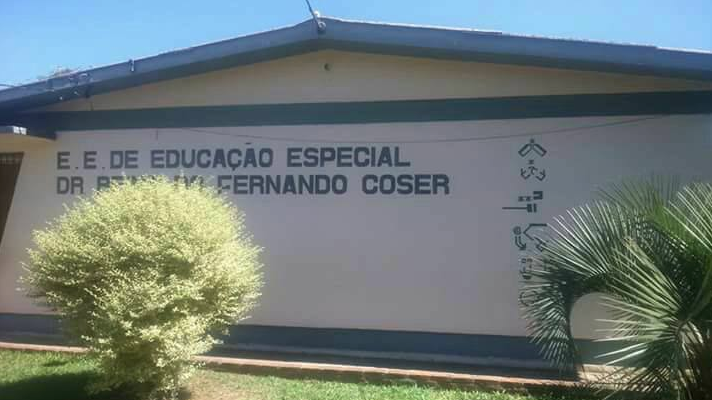 E.E. DE EDUCAÇÃO ESPECIAL
DR FERNANDO COSER